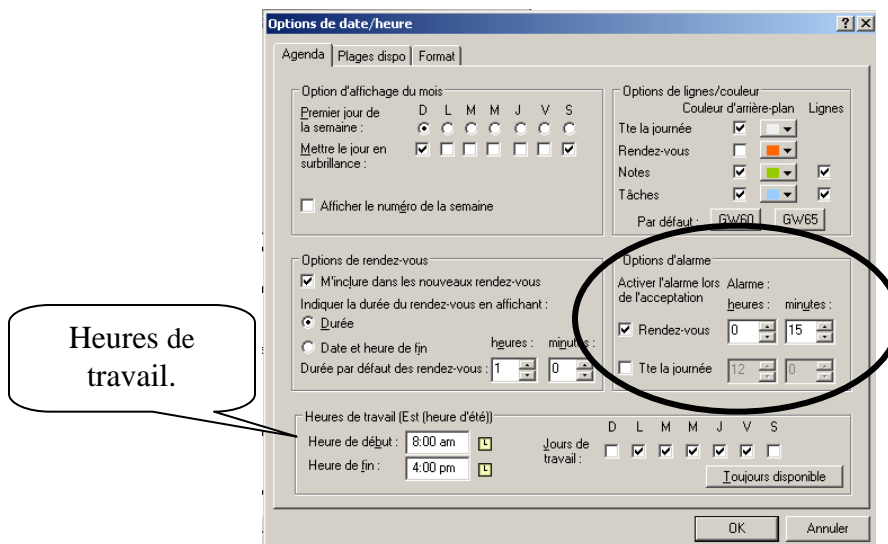 Options de date/heure
Agenda Plages dispo Format
Option d'affichage du mois
D L M M J V S
Premier jour de
la semaine :
Mettre le jour en
surbrillance :
Afficher le numéro de la semaine
Options de lignes/couleur
Couleur d'arrière-plan Lignes
Tte la journée
Rendez-vous
Notes
Tâches
Par défaut : GW60 GW65
Options de rendez-vous
M'inclure dans les nouveaux rendez-vous
Indiquer la durée du rendez-vous en affichant :
Durée
Date et heure de fin
heures : minutes :
Durée par défaut des rendez-vous : 1 0
Options d'alarme
Activer l'alarme lors
de l'acceptation
Alarme :
heures : minutes :
Rendez-vous 0 15
Tte la journée 12 0
Heures de
travail.
Heures de travail (Est (heure d'été))
Heure de début : 8:00 am
Heure de fin : 4:00 pm
D L M M J V S
Jours de
travail :
Toujours disponible
OK Annuler